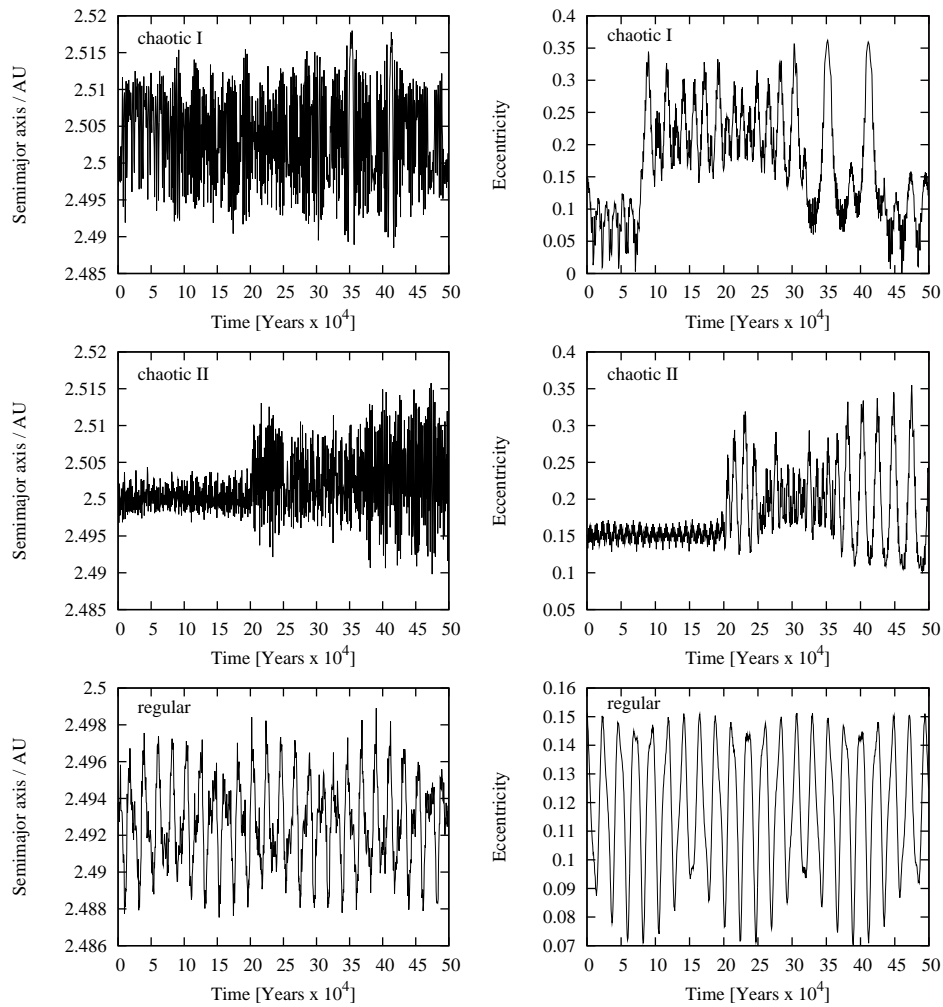 2.52
2.515
2.51
2.505
2.5
2.495
2.49
2.485
Semimajor axis / AU
chaotic I
0 5 10 15 20 25 30 35 40 45 50
Time [Years x 10^4]
0.4
0.35
0.3
0.25
0.2
0.15
0.1
0.05
0
Eccentricity
chaotic I
0 5 10 15 20 25 30 35 40 45 50
Time [Years x 10^4]
2.52
2.515
2.51
2.505
2.5
2.495
2.49
2.485
Semimajor axis / AU
chaotic II
0 5 10 15 20 25 30 35 40 45 50
Time [Years x 10^4]
0.4
0.35
0.3
0.25
0.2
0.15
0.1
0.05
Eccentricity
chaotic II
0 5 10 15 20 25 30 35 40 45 50
Time [Years x 10^4]
2.5
2.498
2.496
2.494
2.492
2.49
2.488
2.486
Semimajor axis / AU
regular
0 5 10 15 20 25 30 35 40 45 50
Time [Years x 10^4]
0.16
0.15
0.14
0.13
0.12
0.11
0.1
0.09
0.08
0.07
Eccentricity
regular
0 5 10 15 20 25 30 35 40 45 50
Time [Years x 10^4]